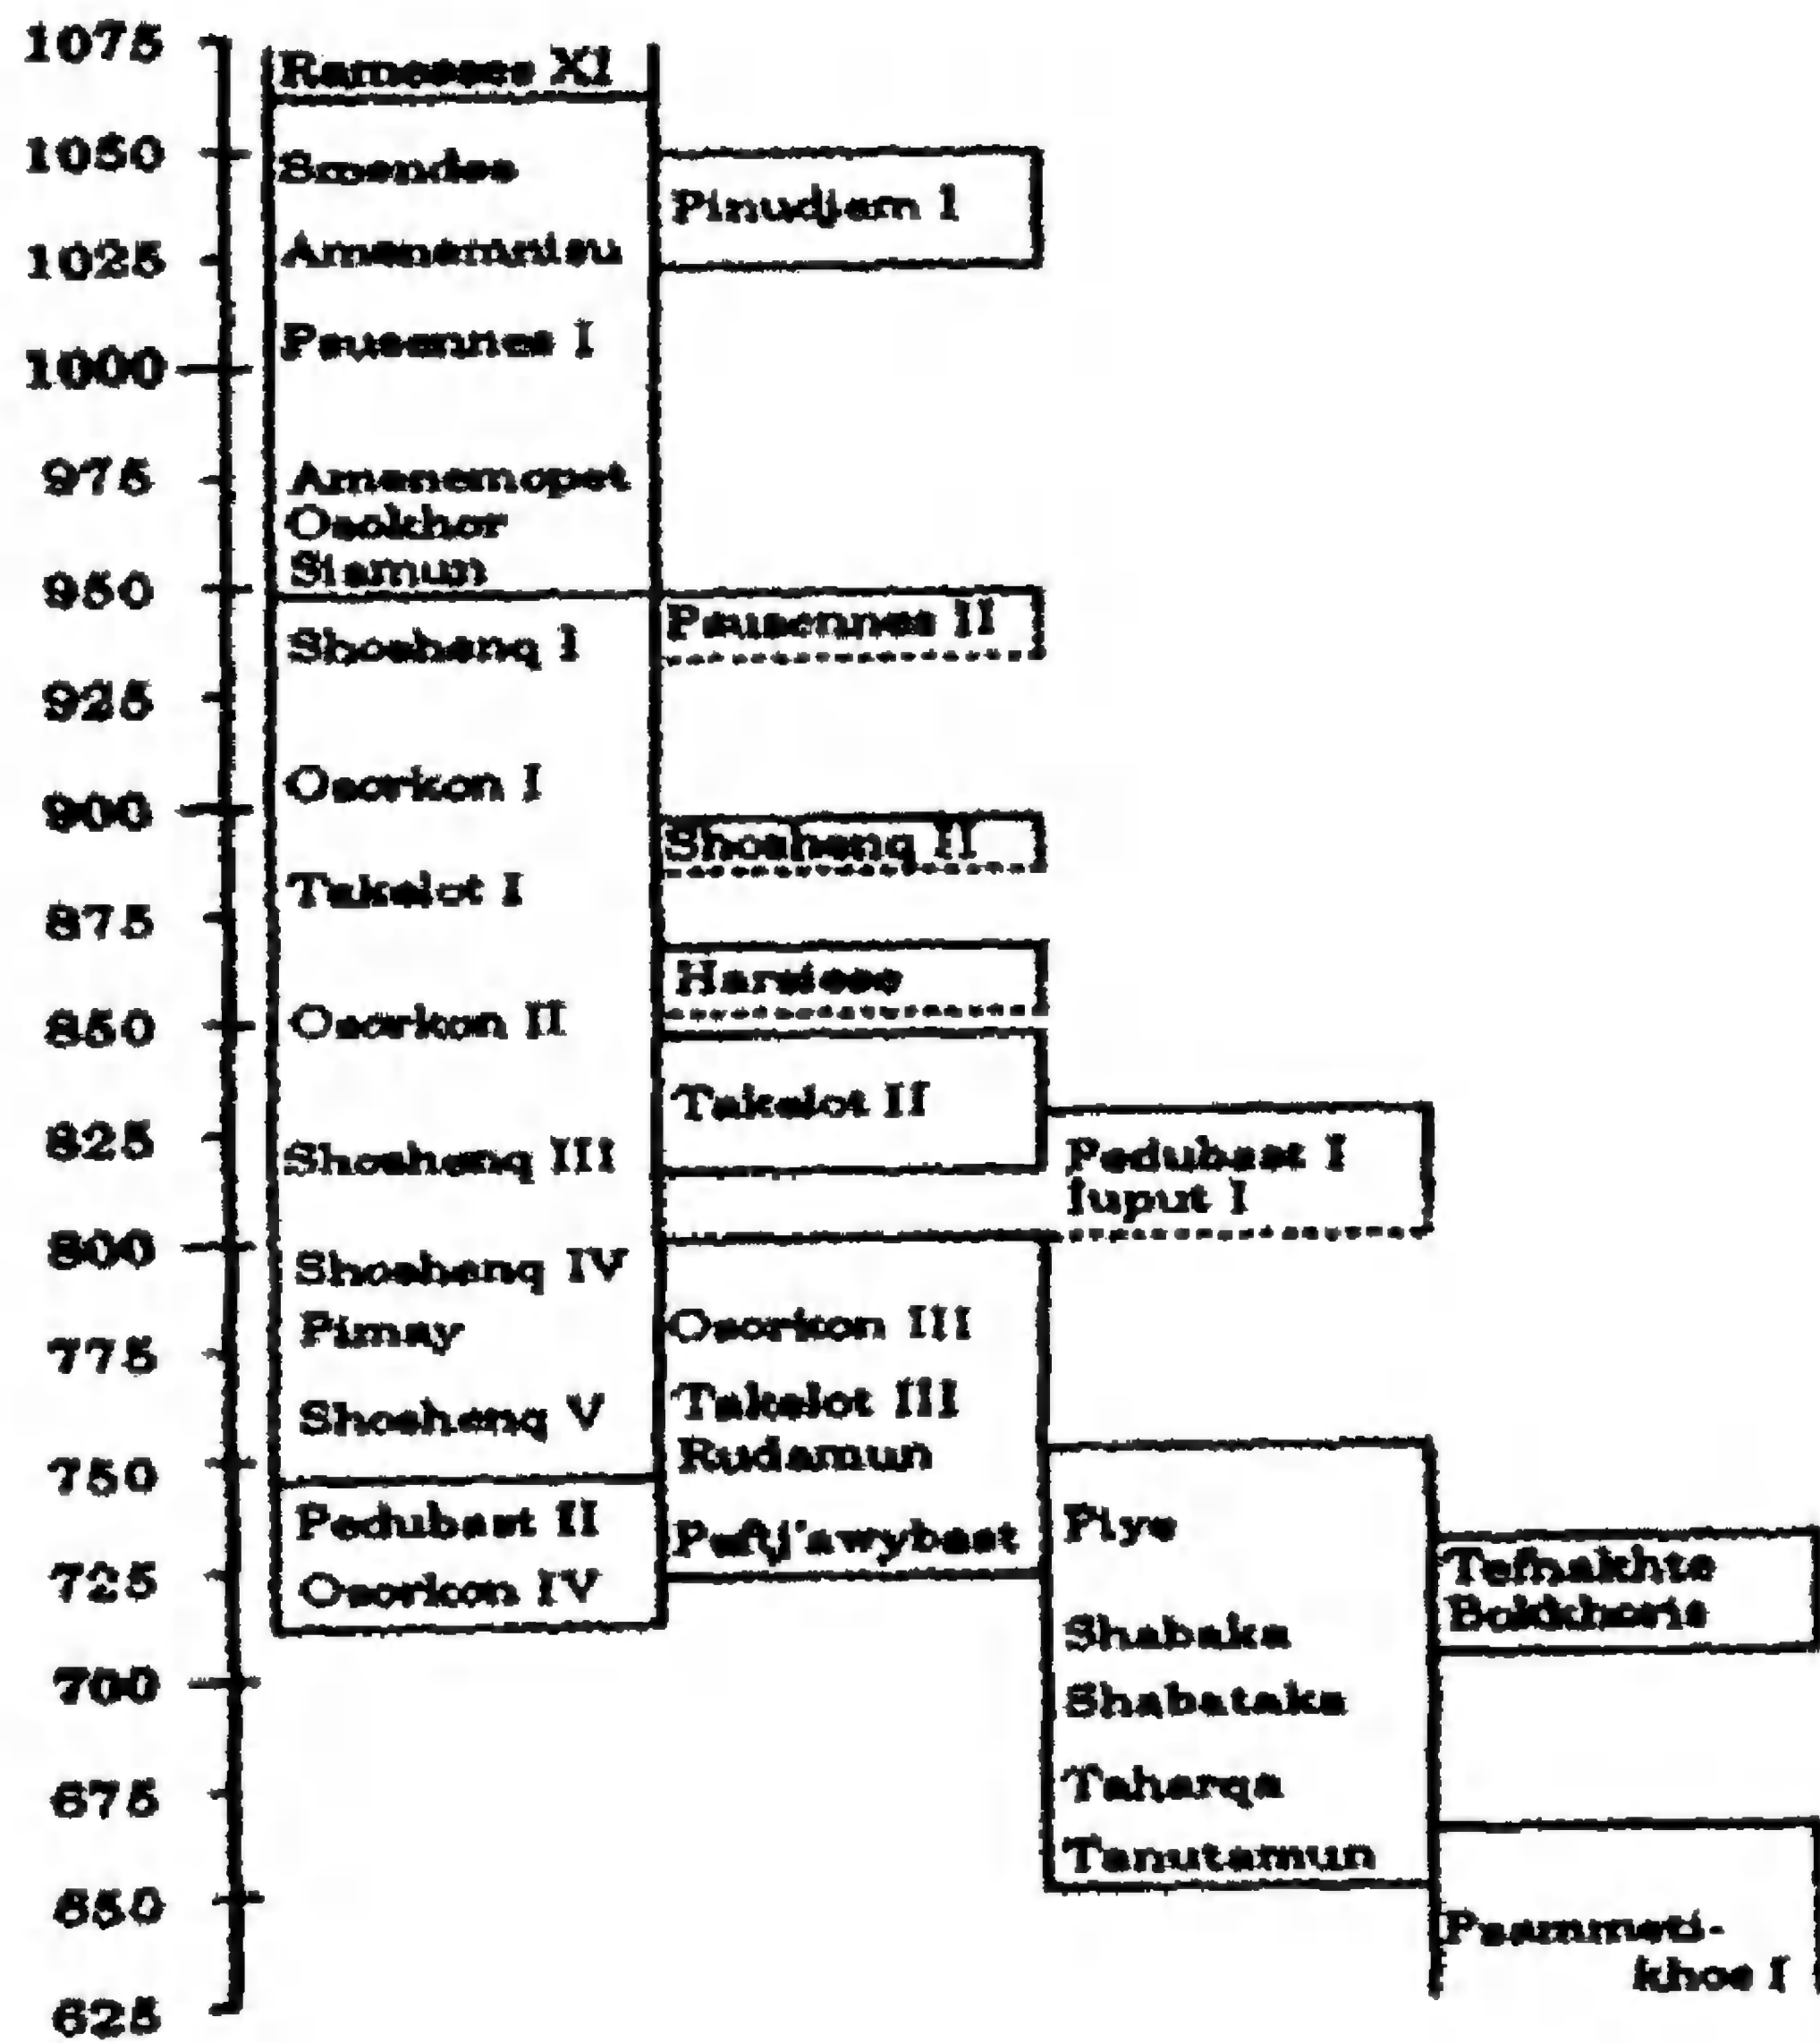 1075
Ramesses XI
1050
Smendes
Pinudjem I
1025
Amenemnisu
Psusennes I
1000
975
Amenemopet
Osokhor
Siamun
950
Psusennes II
Shoshenq I
925
Osorkon I
900
Shoshenq II
Takelot I
875
Harsiese
850
Osorkon II
Takelot II
825
Shoshenq III
Pedubast I
Iuput I
800
Shoshenq IV
Pimay
Osorkon III
775
Takelot III
Shoshenq V
Rudamun
750
Pedubast II
Peftj'awybast
Piye
725
Tefnakhte
Osorkon IV
Bokkhoris
Shabaka
700
Shabataka
675
Taharqa
Tanutamun
650
Psammeti-
khos I
625